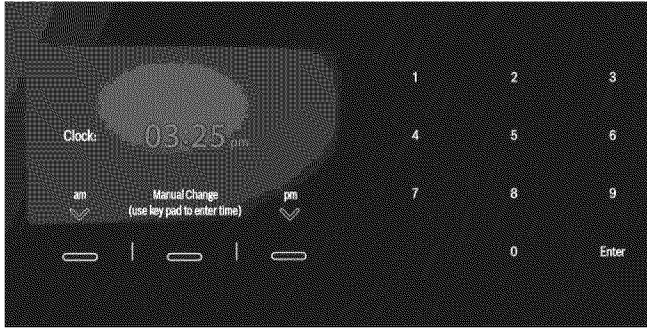 1 2 3
Clock: 03:25 pm
4 5 6
am Manual Change pm
(use key pad to enter time)
7 8 9
0 Enter